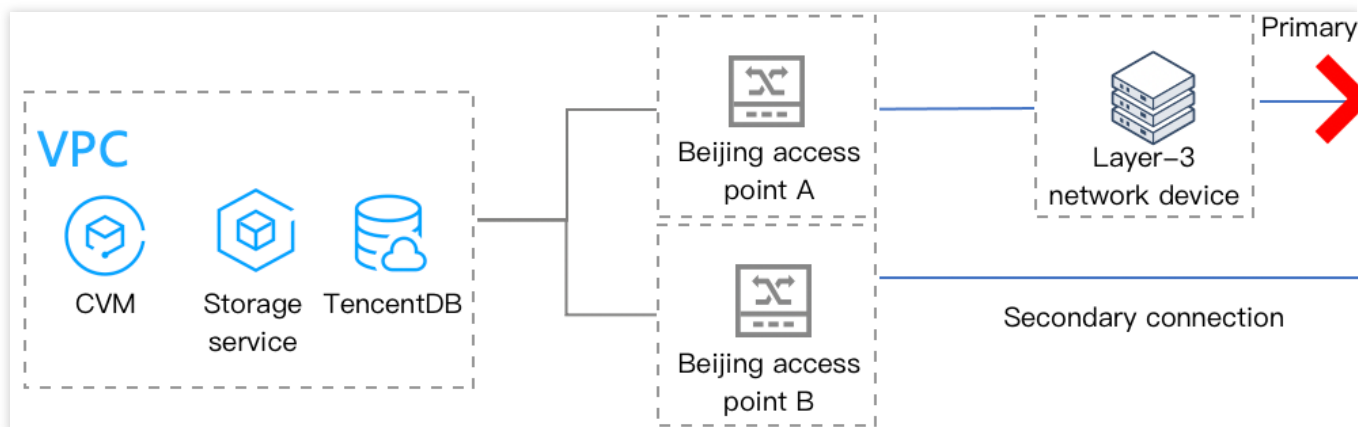 VPC
CVM
Storage
service
TencentDB
Beijing access
point A
Beijing access
point B
Layer-3
network device
Primary
Secondary connection